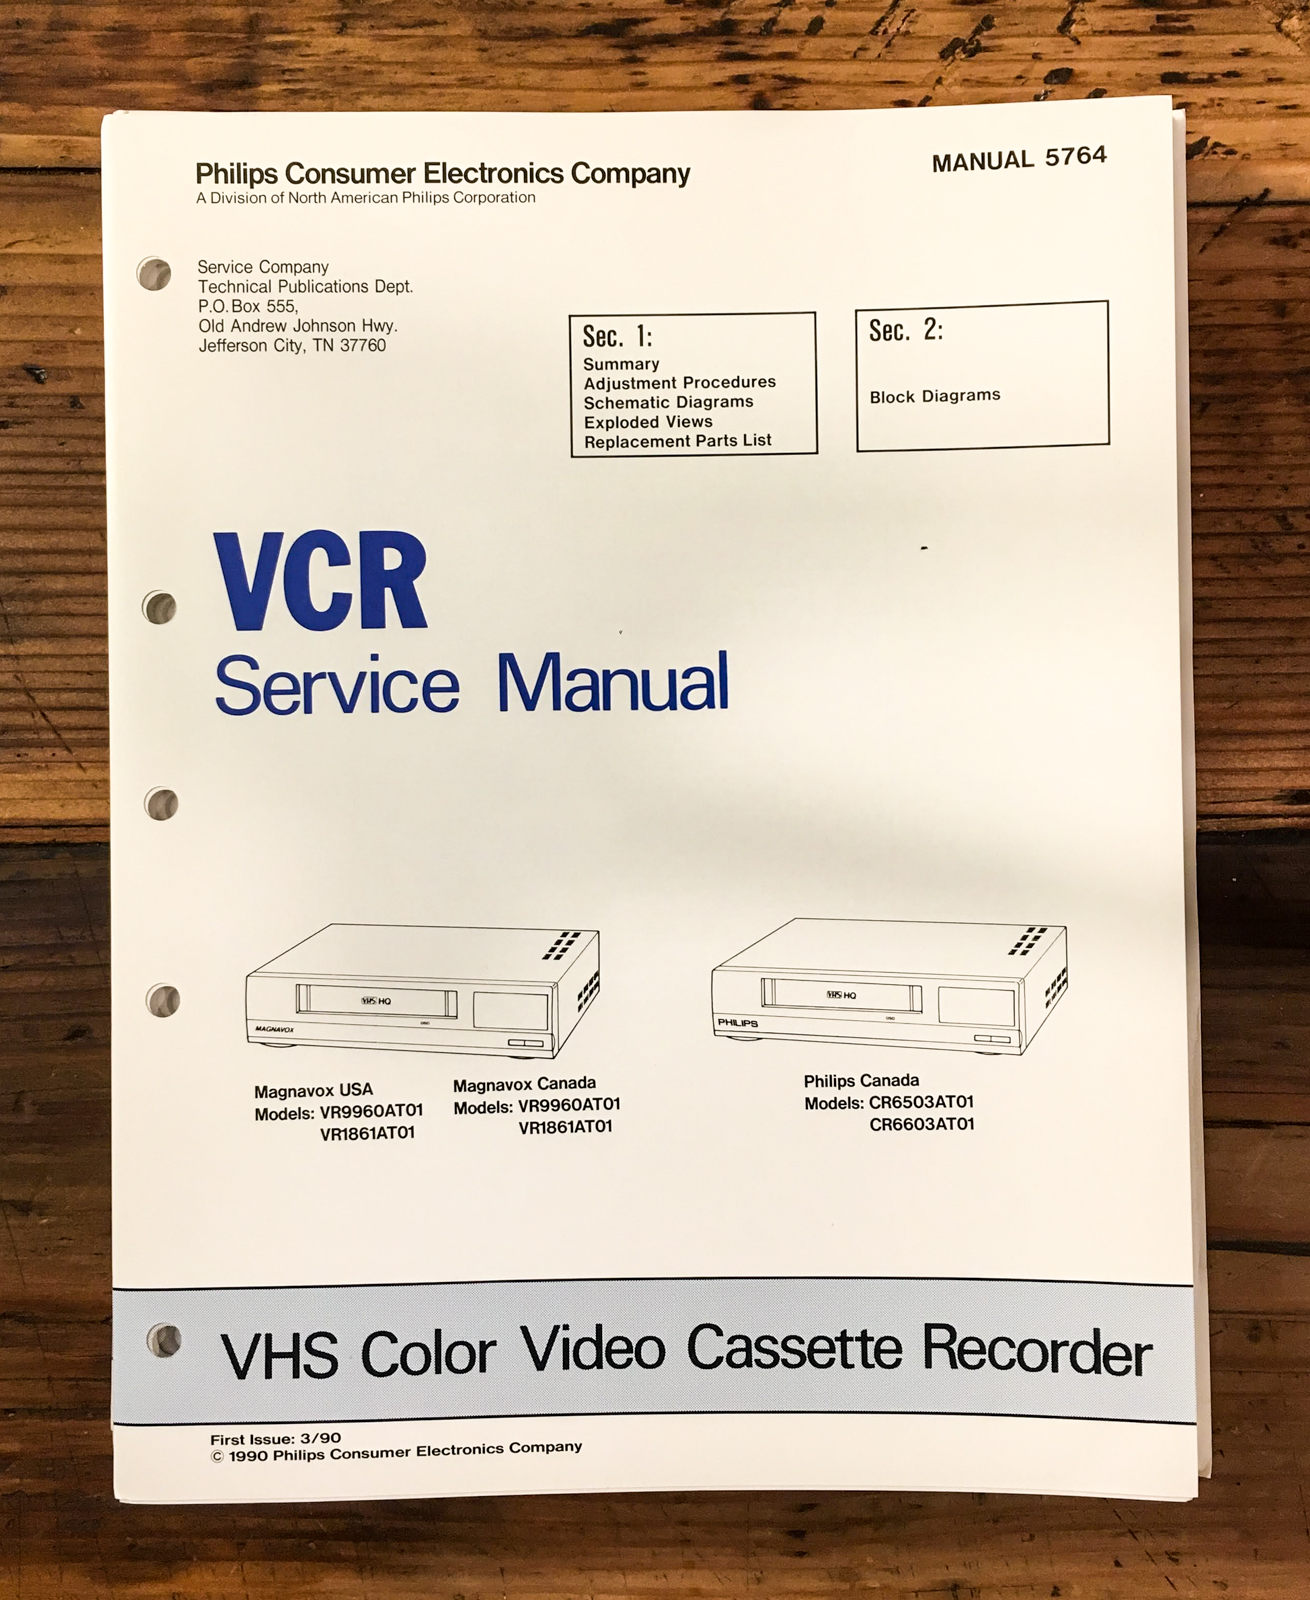 Philips Consumer Electronics Company
A Division of North American Philips Corporation
MANUAL 5764
Service Company
Technical Publications Dept.
P.O. Box 555,
Old Andrew Johnson Hwy.
Jefferson City, TN 37760
Sec. 1:
Summary
Adjustment Procedures
Schematic Diagrams
Exploded Views
Replacement Parts List
Sec. 2:
Block Diagrams
VCR
Service Manual
VHS HQ
MAGNAVOX
VHS HQ
PHILIPS
Magnavox USA
Models: VR9960AT01
VR1861AT01
Magnavox Canada
Models: VR9960AT01
VR1861AT01
Philips Canada
Models: CR6503AT01
CR6603AT01
VHS Color Video Cassette Recorder
First Issue: 3/90
© 1990 Philips Consumer Electronics Company